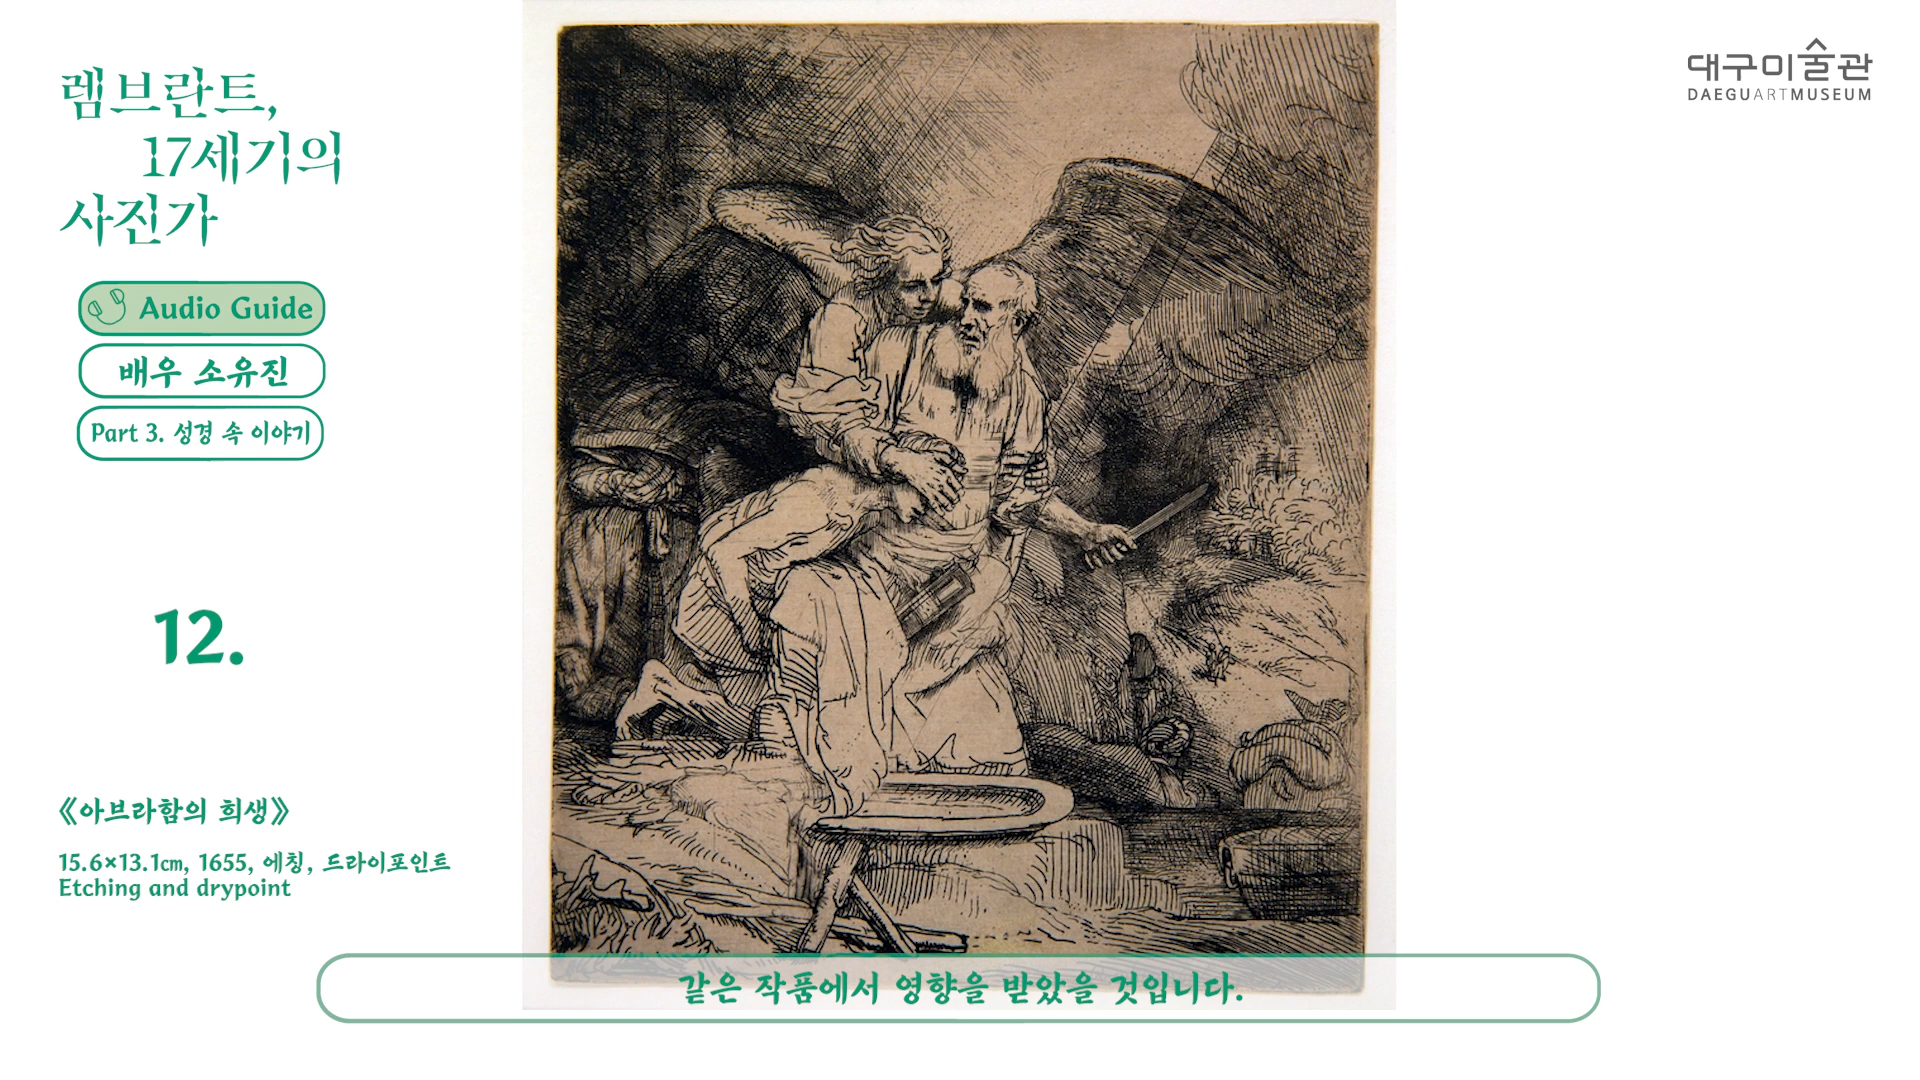 렘브란트,
17세기의
사진가
Audio Guide
배우 소유진
Part 3. 성경 속 이야기
12.
《아브라함의 희생》
15.6×13.1㎝, 1655, 에칭, 드라이포인트
Etching and drypoint
대구미술관
DAEGUARTMUSEUM
같은 작품에서 영향을 받았을 것입니다.